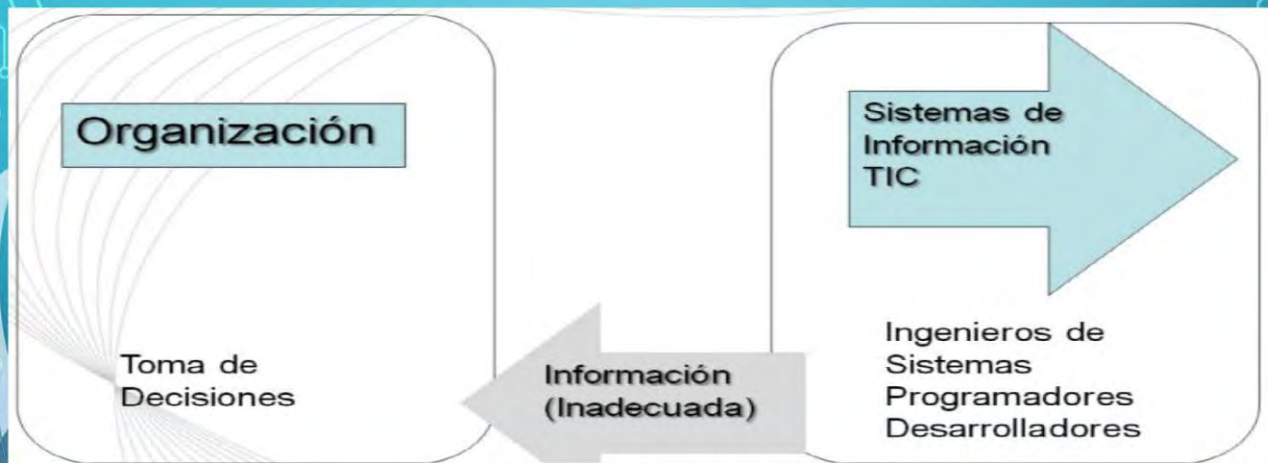 Organización
Toma de
Decisiones
Información
(Inadecuada)
Sistemas de
Información
TIC
Ingenieros de
Sistemas
Programadores
Desarrolladores